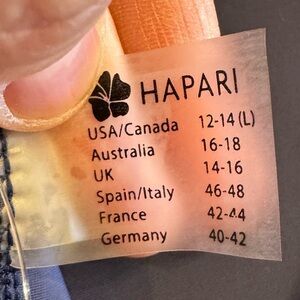 HAPARI
USA/Canada 12-14 (L)
Australia 16-18
UK 14-16
Spain/Italy 46-48
France 42-44
Germany 40-42